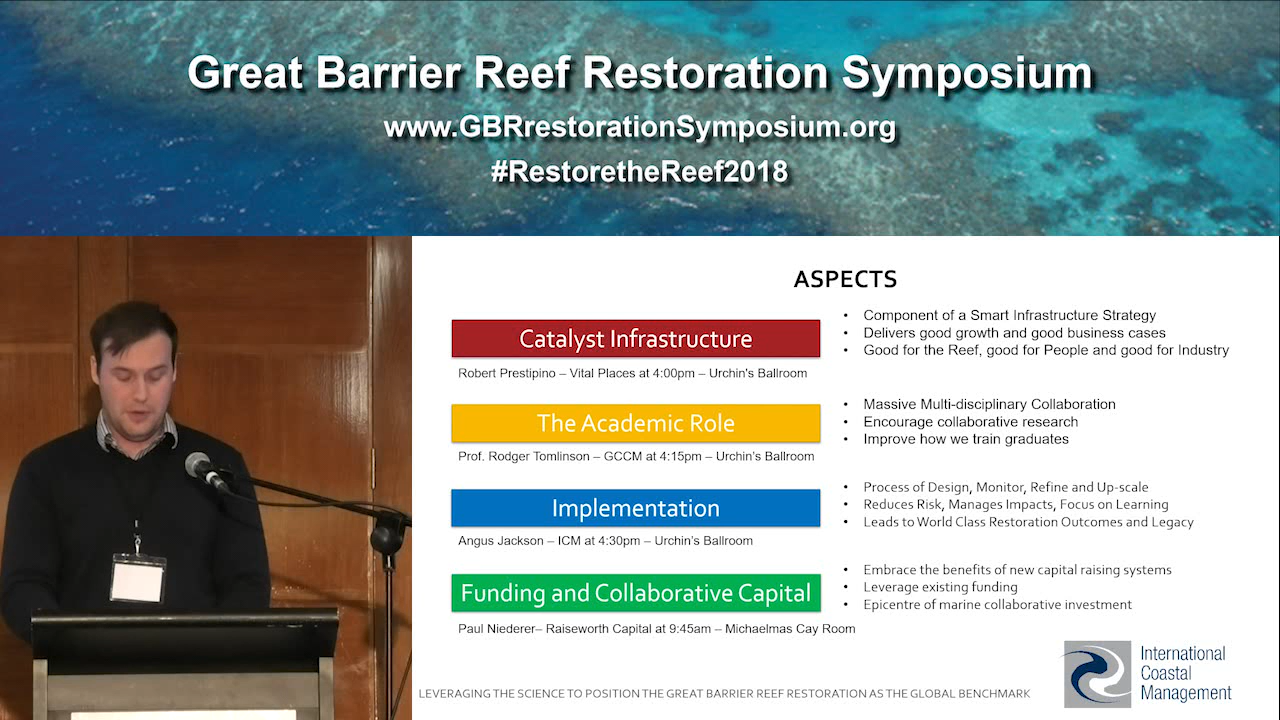 Great Barrier Reef Restoration Symposium
www.GBRrestorationSymposium.org
#RestoretheReef2018
ASPECTS
Catalyst Infrastructure
Robert Prestipino – Vital Places at 4:00pm – Urchin's Ballroom
• Component of a Smart Infrastructure Strategy
• Delivers good growth and good business cases
• Good for the Reef, good for People and good for Industry
The Academic Role
Prof. Rodger Tomlinson – GCCM at 4:15pm – Urchin's Ballroom
• Massive Multi-disciplinary Collaboration
• Encourage collaborative research
• Improve how we train graduates
Implementation
Angus Jackson – ICM at 4:30pm – Urchin's Ballroom
• Process of Design, Monitor, Refine and Up-scale
• Reduces Risk, Manages Impacts, Focus on Learning
• Leads to World Class Restoration Outcomes and Legacy
Funding and Collaborative Capital
Paul Niederer– Raiseworth Capital at 9:45am – Michaelmas Cay Room
• Embrace the benefits of new capital raising systems
• Leverage existing funding
• Epicentre of marine collaborative investment
LEVERAGING THE SCIENCE TO POSITION THE GREAT BARRIER REEF RESTORATION AS THE GLOBAL BENCHMARK
International
Coastal
Management